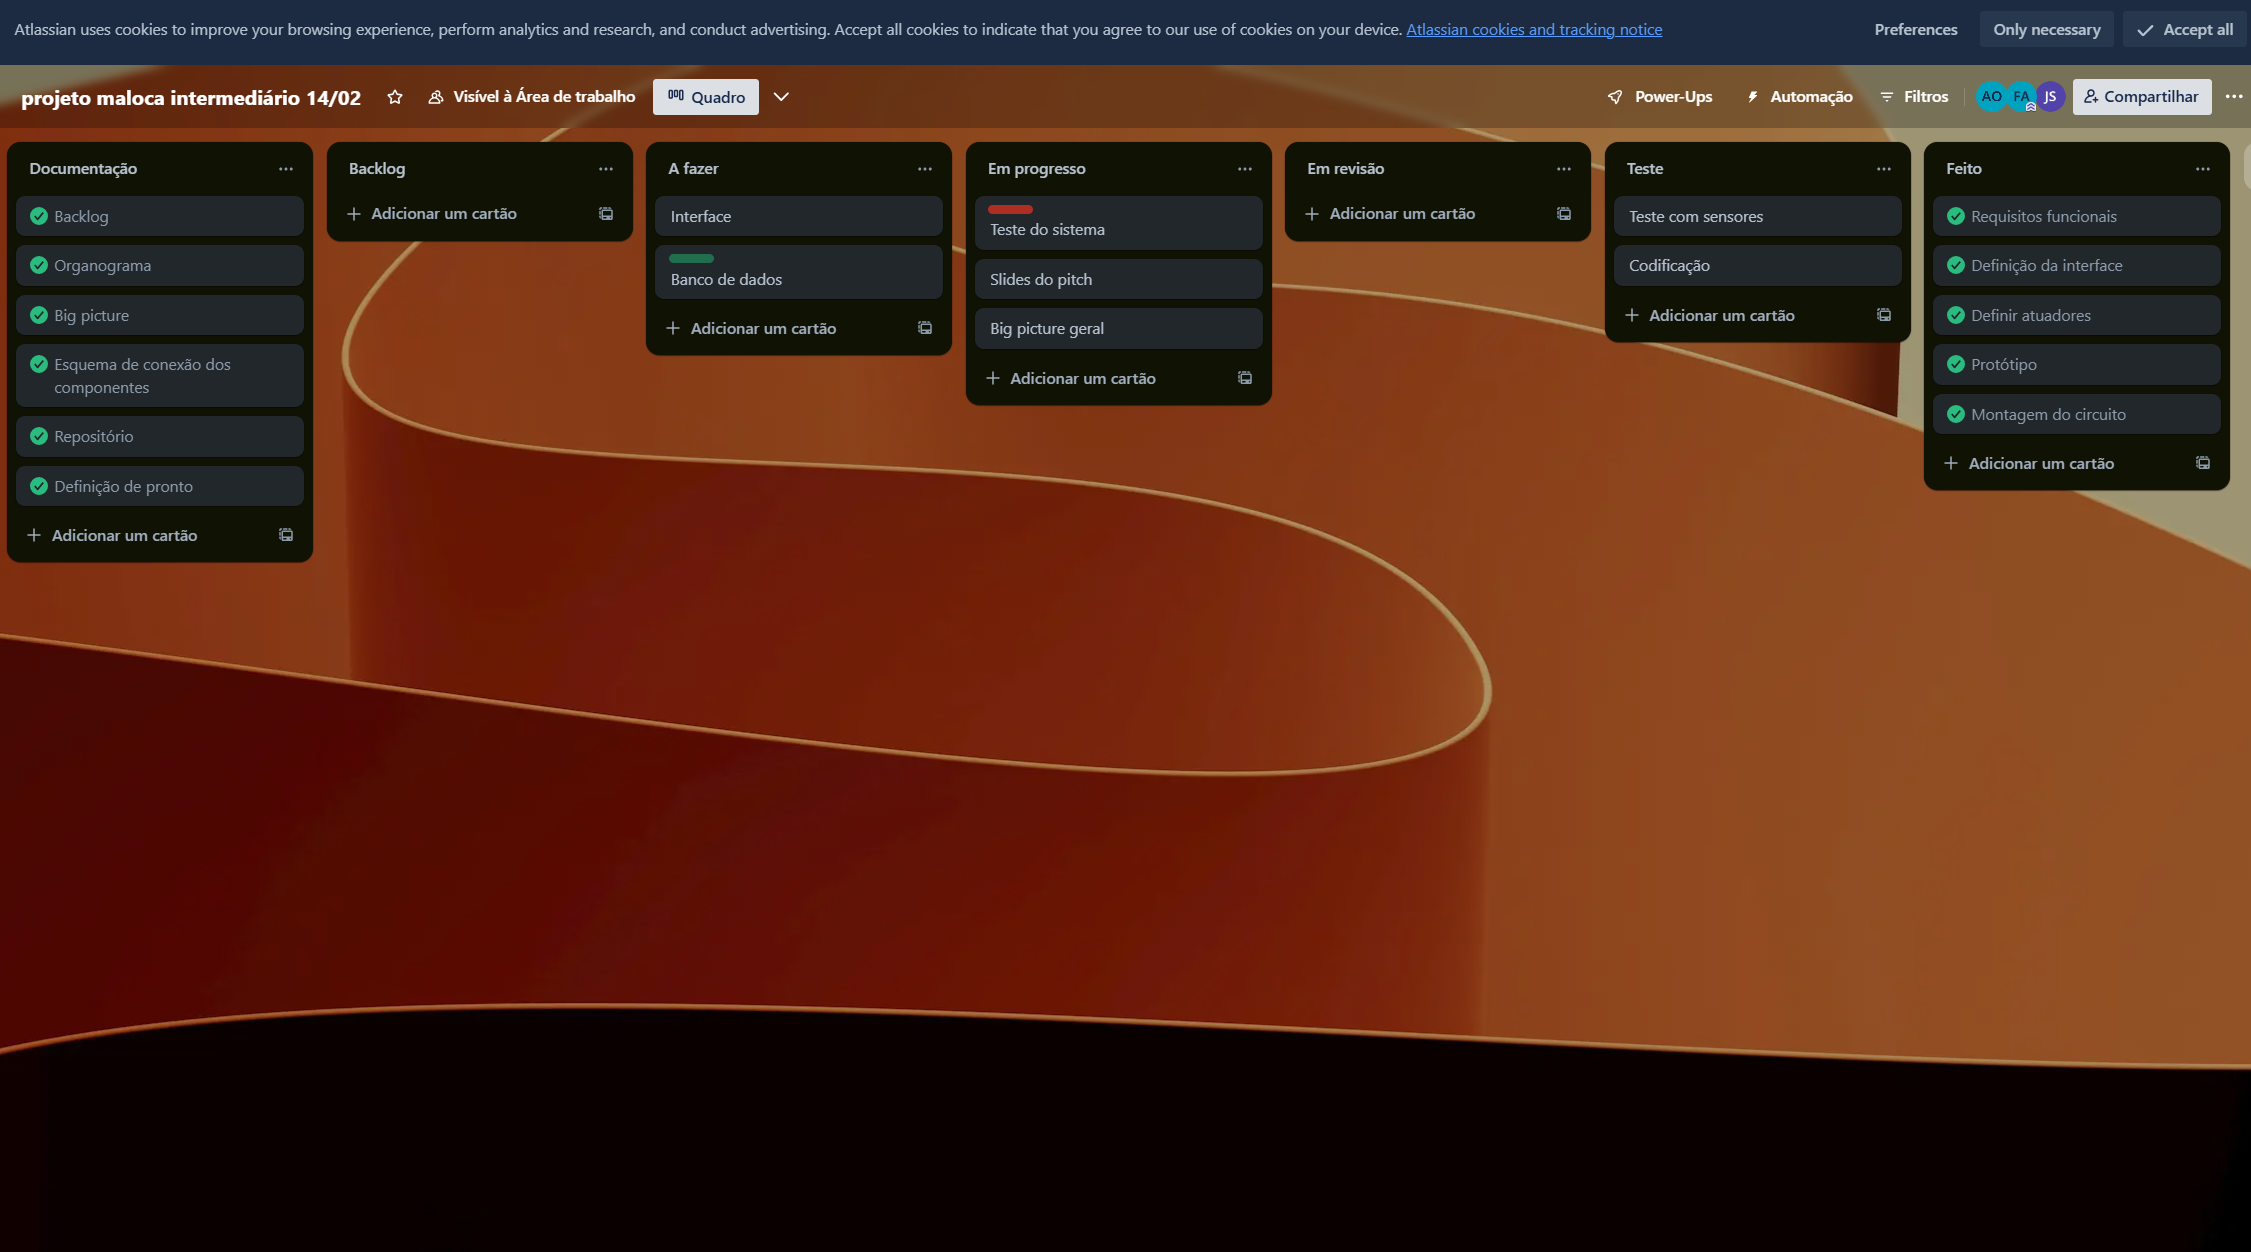 Atlassian uses cookies to improve your browsing experience, perform analytics and research, and conduct advertising. Accept all cookies to indicate that you agree to our use of cookies on your device. Atlassian cookies and tracking notice
Preferences
Only necessary
Accept all
projeto maloca intermediário 14/02
Visível à Área de trabalho
Quadro
Power-Ups
Automação
Filtros
AO
FA
JS
Compartilhar
Documentação
Backlog
Organograma
Big picture
Esquema de conexão dos
componentes
Repositório
Definição de pronto
Adicionar um cartão
Backlog
Adicionar um cartão
A fazer
Interface
Banco de dados
Adicionar um cartão
Em progresso
Teste do sistema
Slides do pitch
Big picture geral
Adicionar um cartão
Em revisão
Adicionar um cartão
Teste
Teste com sensores
Codificação
Adicionar um cartão
Feito
Requisitos funcionais
Definição da interface
Definir atuadores
Protótipo
Montagem do circuito
Adicionar um cartão